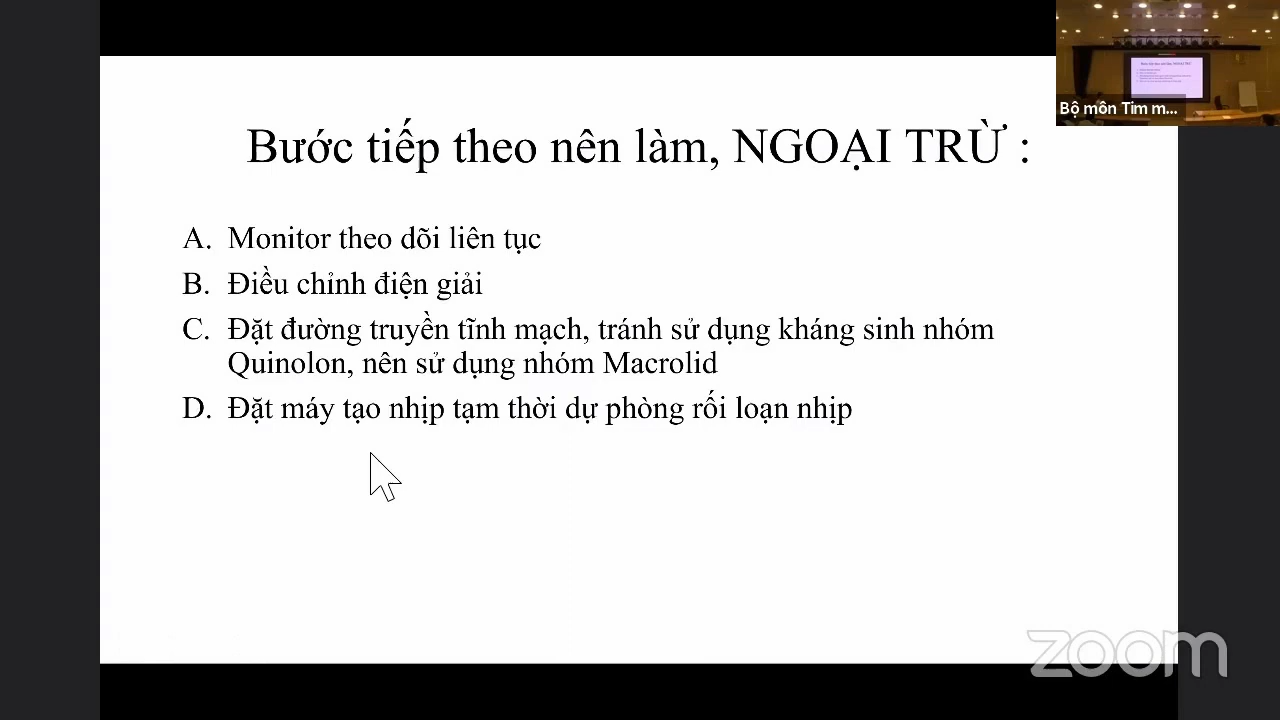 Bộ môn Tim m...
Bước tiếp theo nên làm, NGOẠI TRỪ :
A. Monitor theo dõi liên tục
B. Điều chỉnh điện giải
C. Đặt đường truyền tĩnh mạch, tránh sử dụng kháng sinh nhóm
Quinolon, nên sử dụng nhóm Macrolid
D. Đặt máy tạo nhịp tạm thời dự phòng rối loạn nhịp
zoom